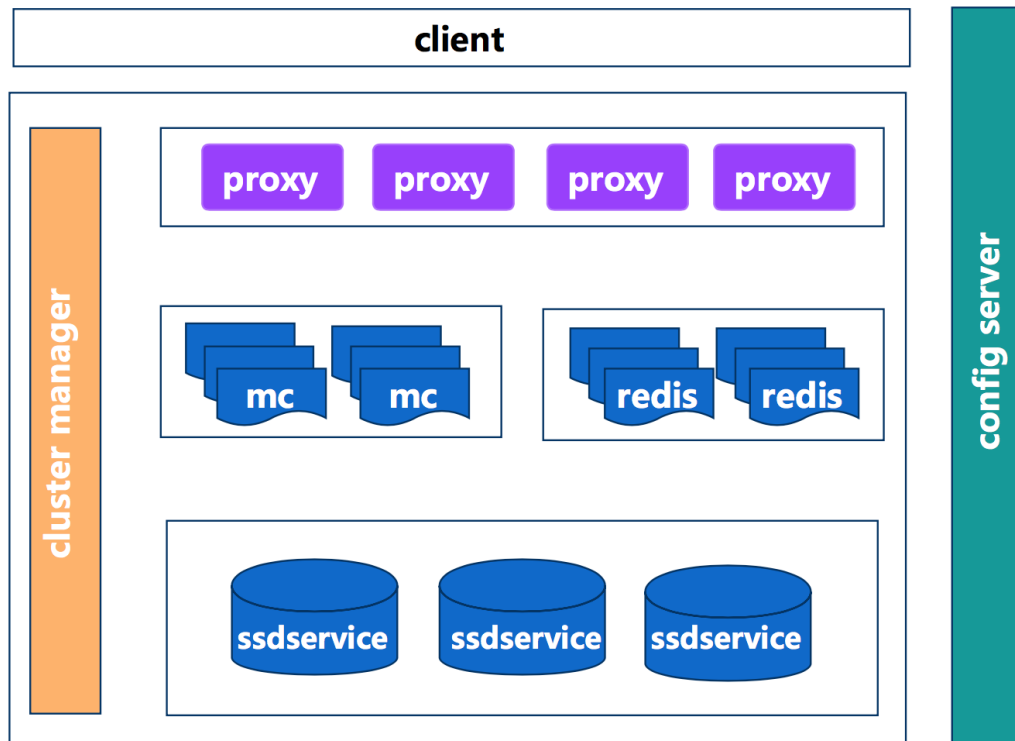 client
cluster manager
proxy proxy proxy proxy
mc mc
redis redis
ssdservice ssdservice ssdservice
config server